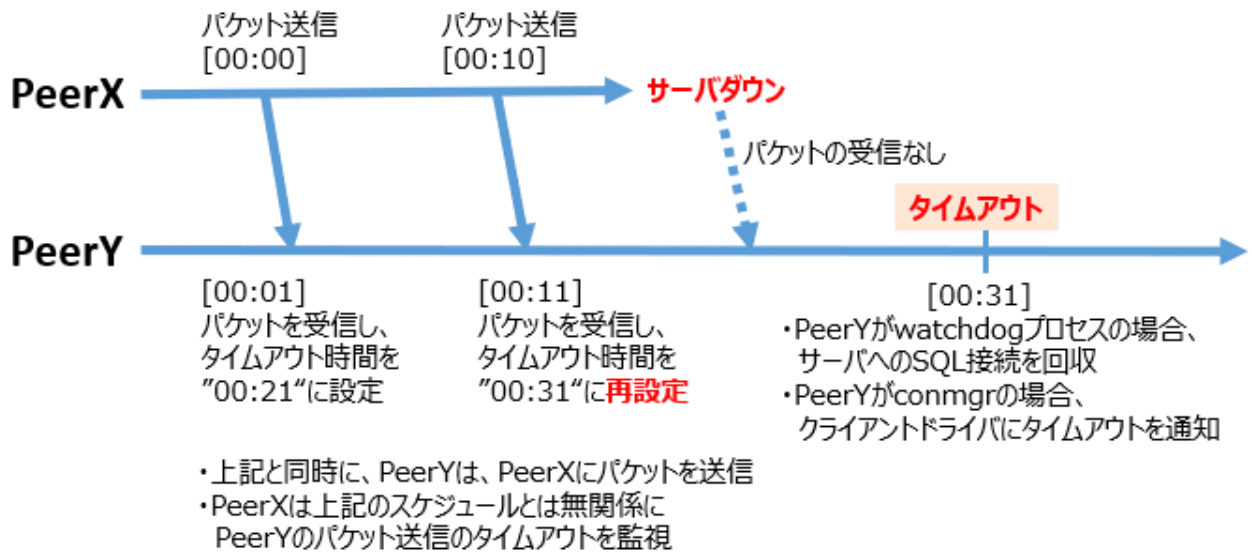 パケット送信
[00:00]
パケット送信
[00:10]
PeerX
サーバダウン
パケットの受信なし
タイムアウト
PeerY
[00:01]
パケットを受信し、
タイムアウト時間を
”00:21“に設定
[00:11]
パケットを受信し、
タイムアウト時間を
”00:31“に再設定
[00:31]
・PeerYがwatchdogプロセスの場合、
サーバへのSQL接続を回収
・PeerYがconmgrの場合、
クライアントドライバにタイムアウトを通知
・上記と同時に、PeerYは、PeerXにパケットを送信
・PeerXは上記のスケジュールとは無関係に
PeerYのパケット送信のタイムアウトを監視